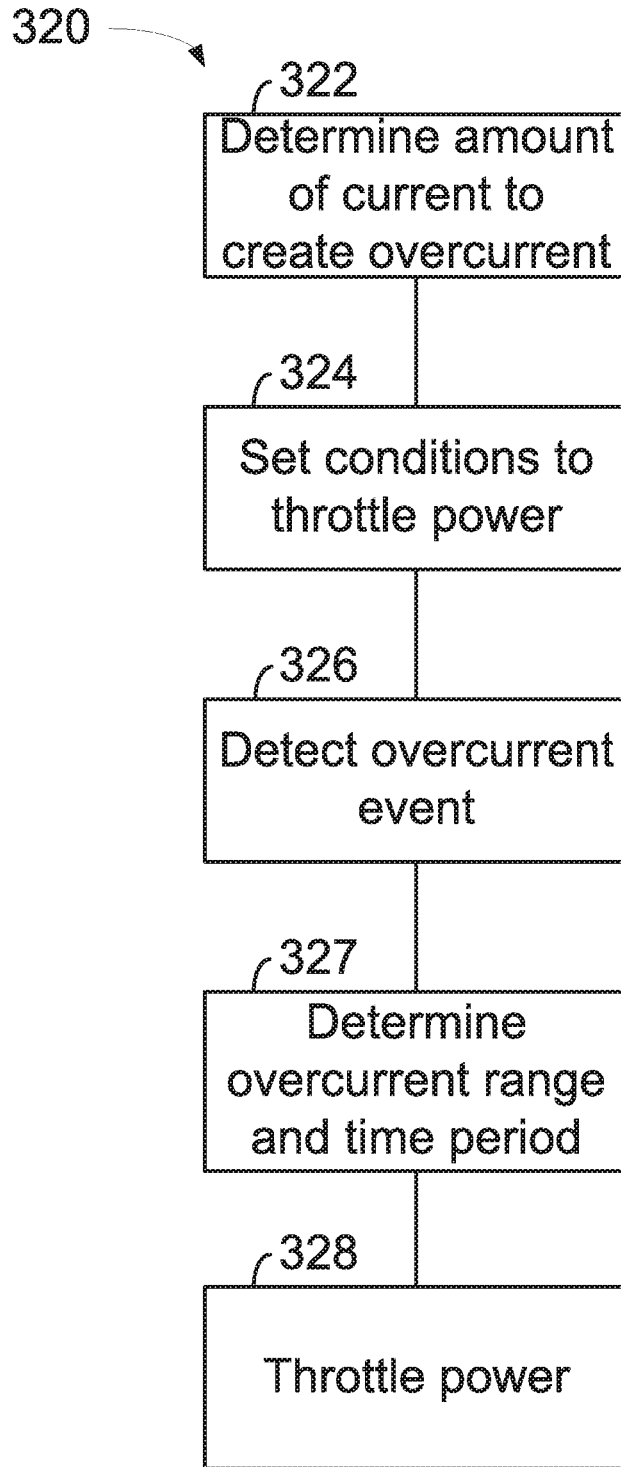 320
322
Determine amount
of current to
create overcurrent
324
Set conditions to
throttle power
326
Detect overcurrent
event
327
Determine
overcurrent range
and time period
328
Throttle power